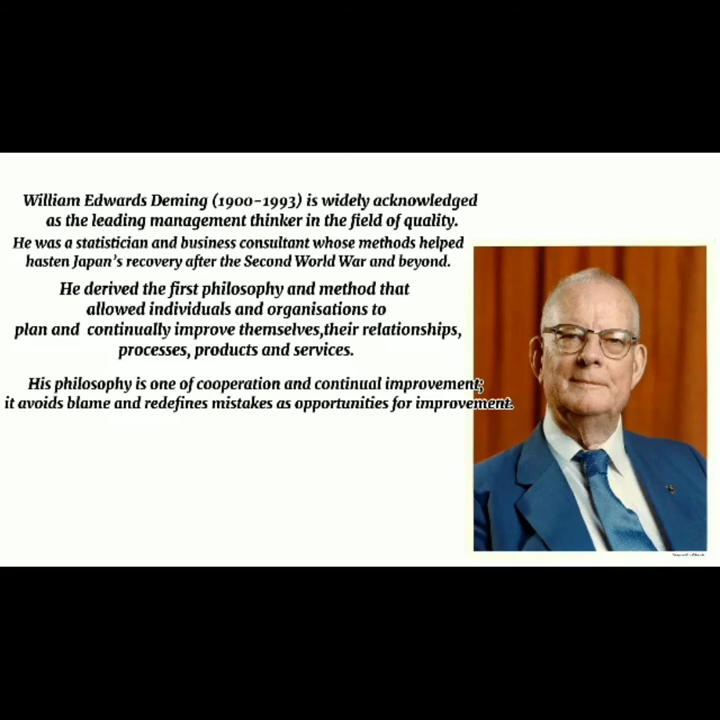 William Edwards Deming (1900-1993) is widely acknowledged
as the leading management thinker in the field of quality.
He was a statistician and business consultant whose methods helped
hasten Japan's recovery after the Second World War and beyond.
He derived the first philosophy and method that
allowed individuals and organisations to
plan and continually improve themselves,their relationships,
processes, products and services.
His philosophy is one of cooperation and continual improvement;
it avoids blame and redefines mistakes as opportunities for improvement.